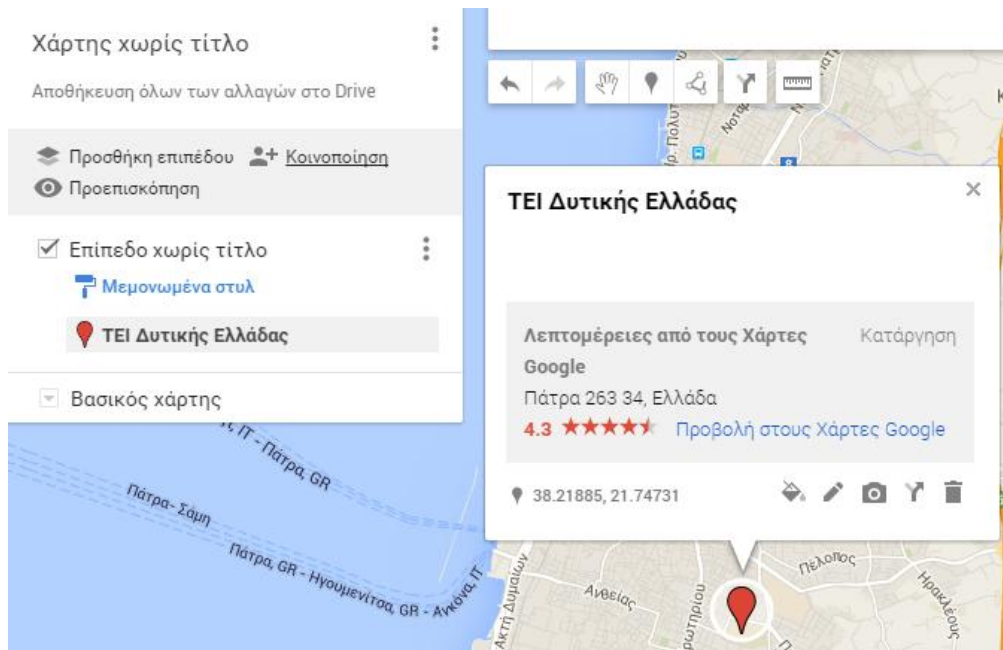 Χάρτης χωρίς τίτλο
Αποθήκευση όλων των αλλαγών στο Drive
Προσθήκη επιπέδου Κοινοποίηση
Προεπισκόπηση
Επίπεδο χωρίς τίτλο
Μεμονωμένα στυλ
ΤΕΙ Δυτικής Ελλάδας
Βασικός χάρτης
8
ΤΕΙ Δυτικής Ελλάδας
Λεπτομέρειες από τους Χάρτες Κατάργηση
Google
Πάτρα 263 34, Ελλάδα
4.3 Προβολή στους Χάρτες Google
38.21885, 21.74731
IT - Πάτρα, GR
Πάτρα- Σάμη
Πάτρα, GR - Ηγουμενίτσα, GR - Ανκόνα, IT
Ακτή Δυμαίων
Ανθείας
Πέλοπος
Ηρακλέους